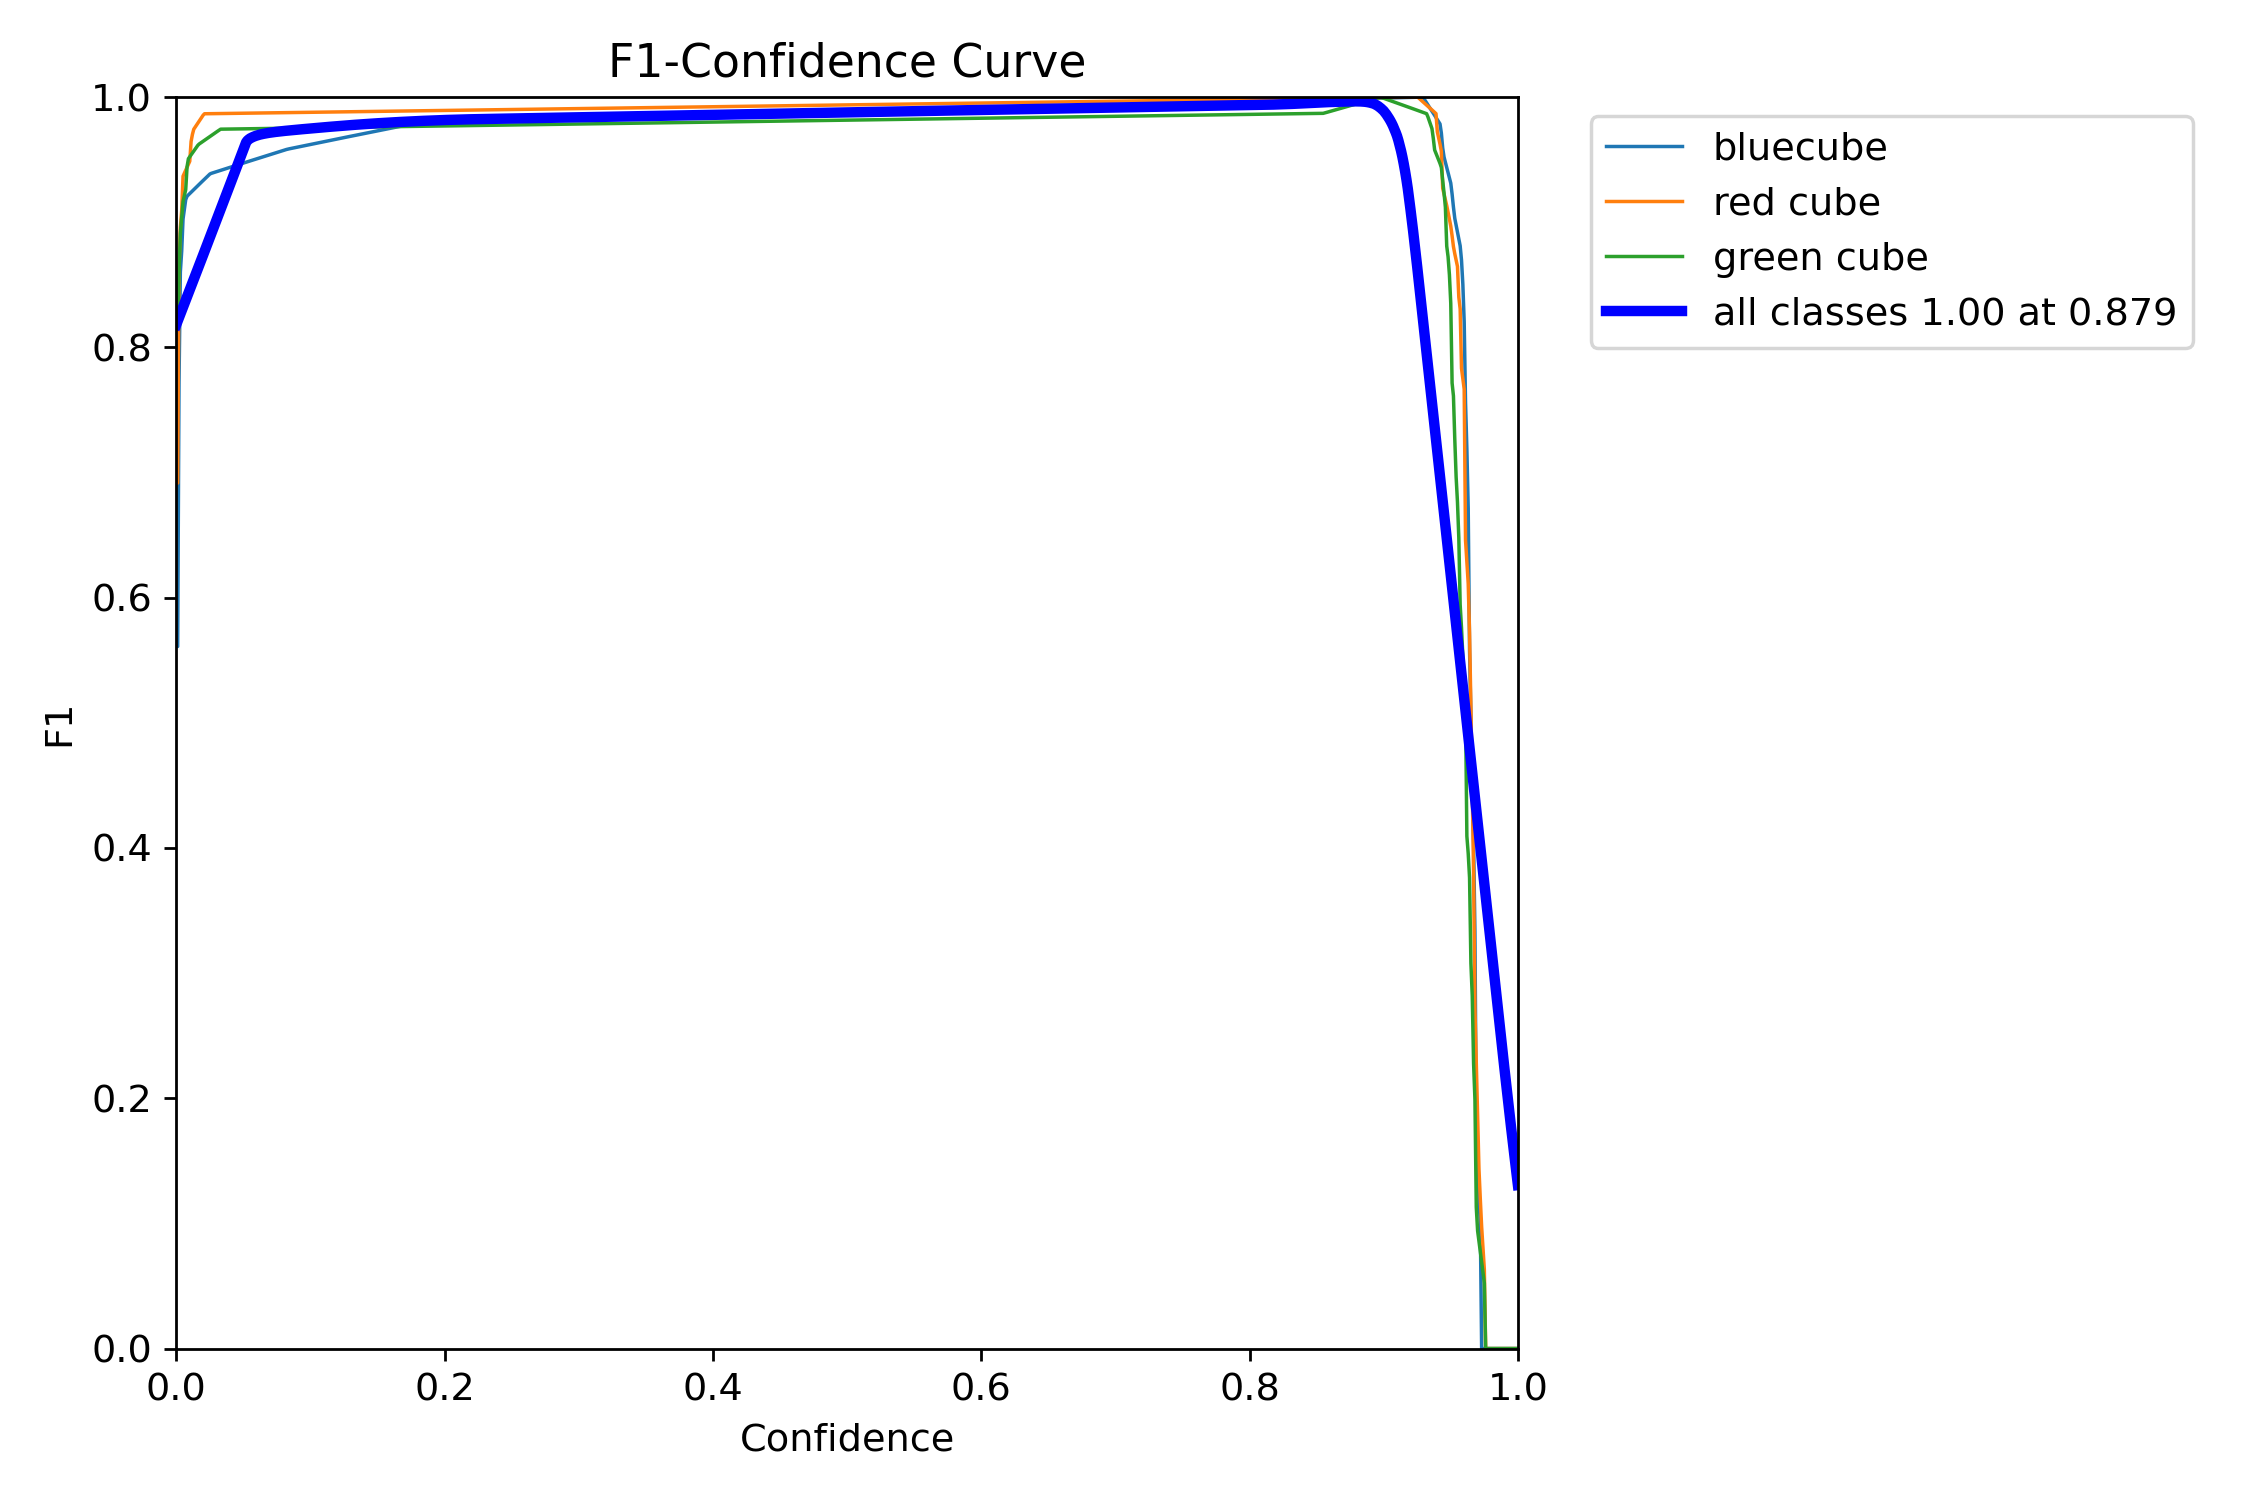 F1-Confidence Curve
1.0
0.8
0.6
0.4
0.2
0.0
F1
0.0 0.2 0.4 0.6 0.8 1.0
Confidence
bluecube
red cube
green cube
all classes 1.00 at 0.879